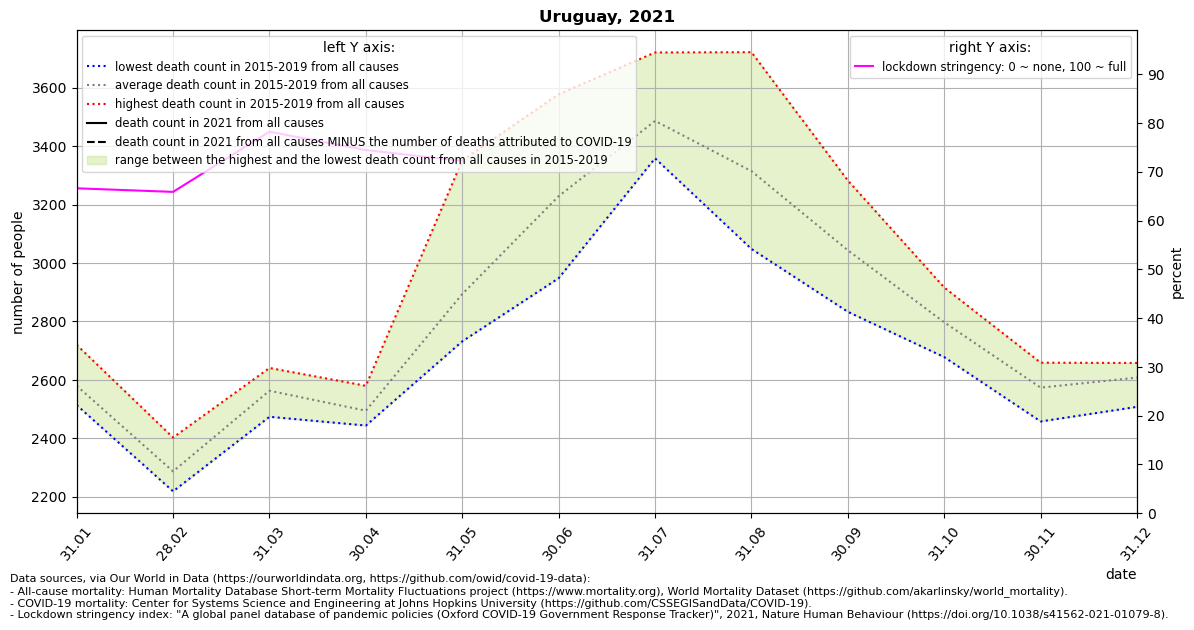 Uruguay, 2021
left Y axis:
lowest death count in 2015-2019 from all causes
average death count in 2015-2019 from all causes
highest death count in 2015-2019 from all causes
death count in 2021 from all causes
death count in 2021 from all causes MINUS the number of deaths attributed to COVID-19
range between the highest and the lowest death count from all causes in 2015-2019
right Y axis:
lockdown stringency: 0 ~ none, 100 ~ full
number of people
3600
3400
3200
3000
2800
2600
2400
2200
percent
90
80
70
60
50
40
30
20
10
0
31.01
28.02
31.03
30.04
31.05
30.06
31.07
31.08
30.09
31.10
30.11
31.12
date
Data sources, via Our World in Data (https://ourworldindata.org, https://github.com/owid/covid-19-data):
- All-cause mortality: Human Mortality Database Short-term Mortality Fluctuations project (https://www.mortality.org), World Mortality Dataset (https://github.com/akarlinsky/world_mortality).
- COVID-19 mortality: Center for Systems Science and Engineering at Johns Hopkins University (https://github.com/CSSEGISandData/COVID-19).
- Lockdown stringency index: "A global panel database of pandemic policies (Oxford COVID-19 Government Response Tracker)", 2021, Nature Human Behaviour (https://doi.org/10.1038/s41562-021-01079-8).